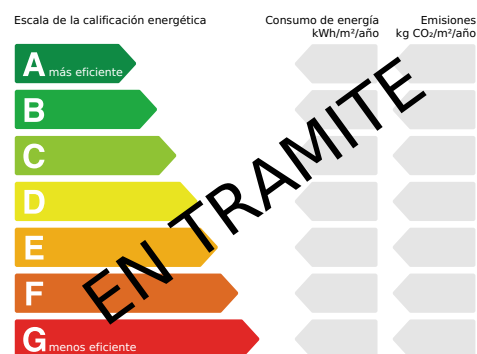 Escala de la calificación energética
Consumo de energía
kWh/m²/año
Emisiones
kg CO₂/m²/año
A más eficiente
B
C
D
E
F
G menos eficiente
EN TRAMITE